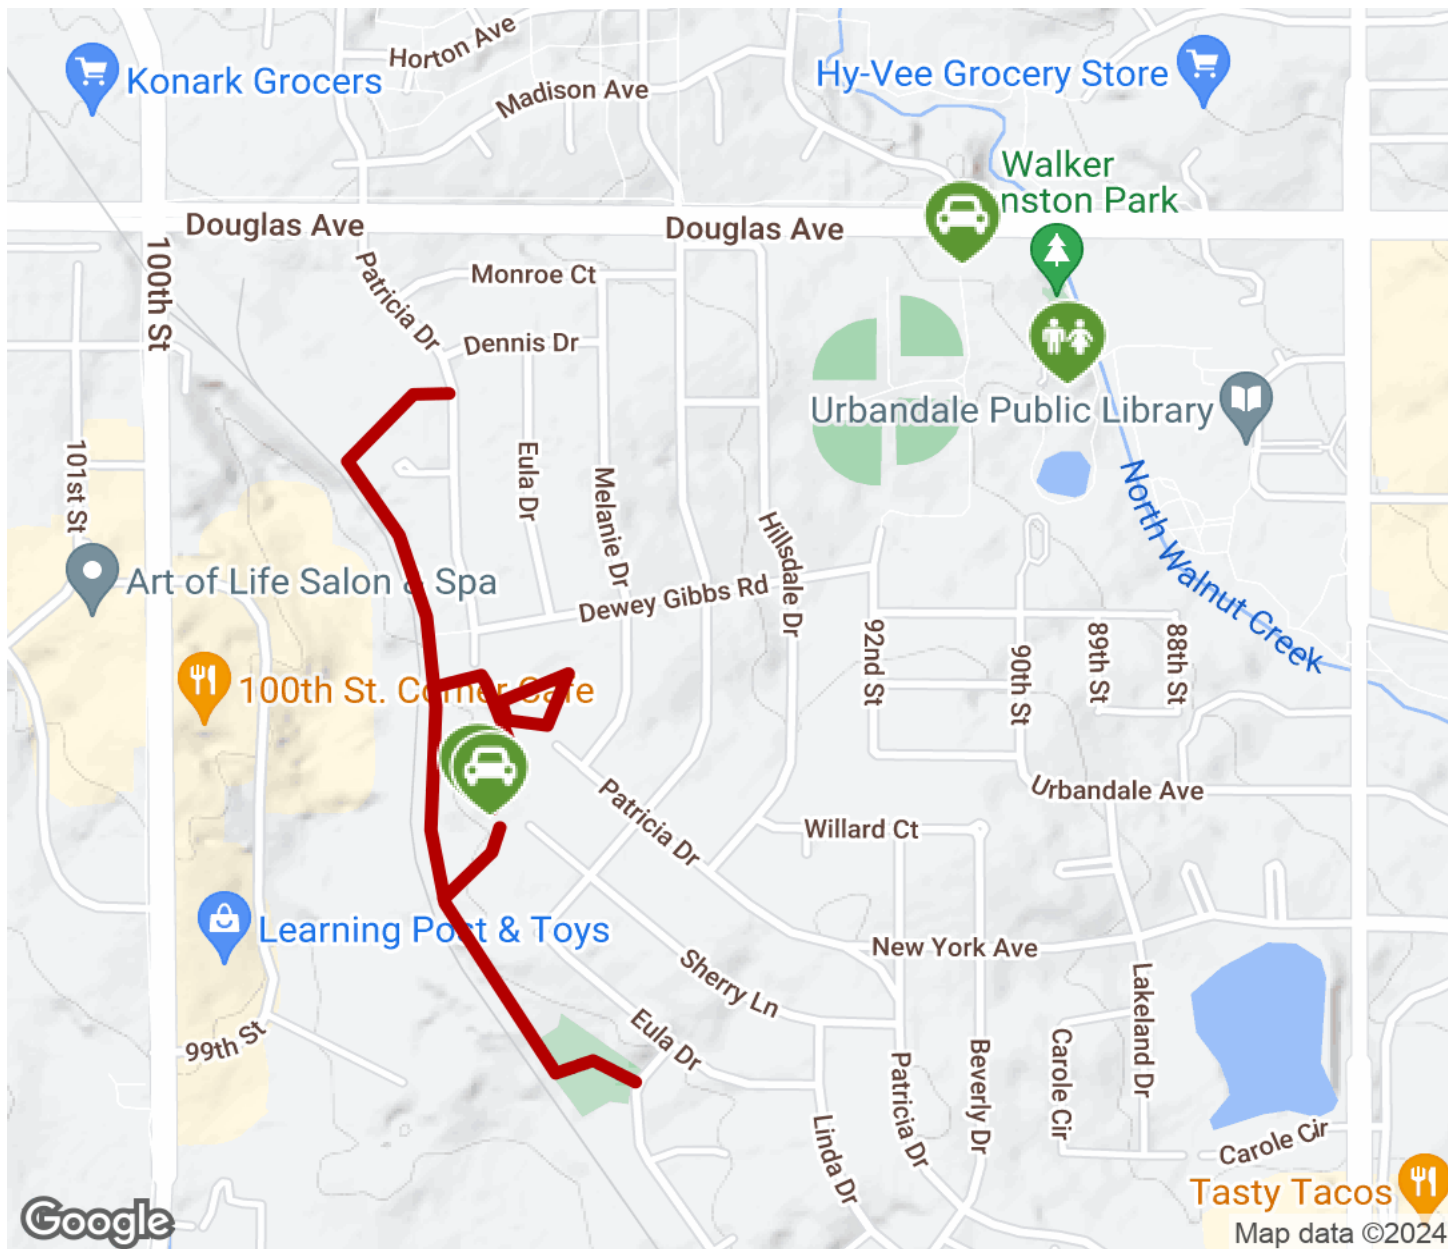 Horton Ave
Konark Grocers
Madison Ave
Hy-Vee Grocery Store
Walker
nston Park
Douglas Ave
Douglas Ave
100th St
Patricia Dr
Monroe Ct
Dennis Dr
Urbandale Public Library
101st St
Eula Dr
Melanie Dr
Hillsdale Dr
North Walnut Creek
Art of Life Salon & Spa
Dewey Gibbs Rd
92nd St
90th St
89th St
88th St
100th St. Corner Cafe
Patricia Dr
Urbandale Ave
Willard Ct
Learning Post & Toys
New York Ave
Sherry Ln
Eula Dr
99th St
Patricia Dr
Beverly Dr
Carole Cir
Lakeland Dr
Linda Dr
Carole Cir
Tasty Tacos
Google
Map data ©2024